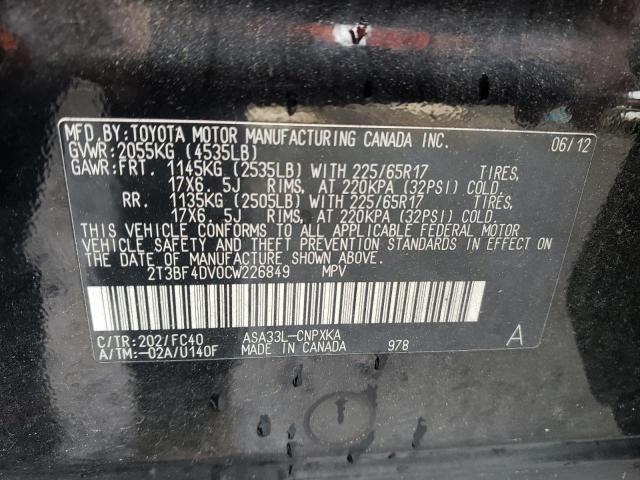 MFD.BY:TOYOTA MOTOR MANUFACTURING CANADA INC. 06/12
GVWR:2055KG (4535LB)
GAWR:FRT. 1145KG (2535LB) WITH 225/65R17 TIRES,
17X6..5J RIMS, AT 220KPA (32PSI) COLD.
RR. 1135KG (2505LB) WITH 225/65R17 TIRES,
17X6..5J RIMS, AT 220KPA (32PSI) COLD.
THIS VEHICLE CONFORMS TO ALL APPLICABLE FEDERAL MOTOR
VEHICLE SAFETY AND THEFT PREVENTION STANDARDS IN EFFECT ON
THE DATE OF MANUFACTURE SHOWN ABOVE.
2T3BF4DV0CW226849 MPV
C/TR:202/FC40 ASA33L-CNPXKA A
A/TM:-02A/U140F MADE IN CANADA 978